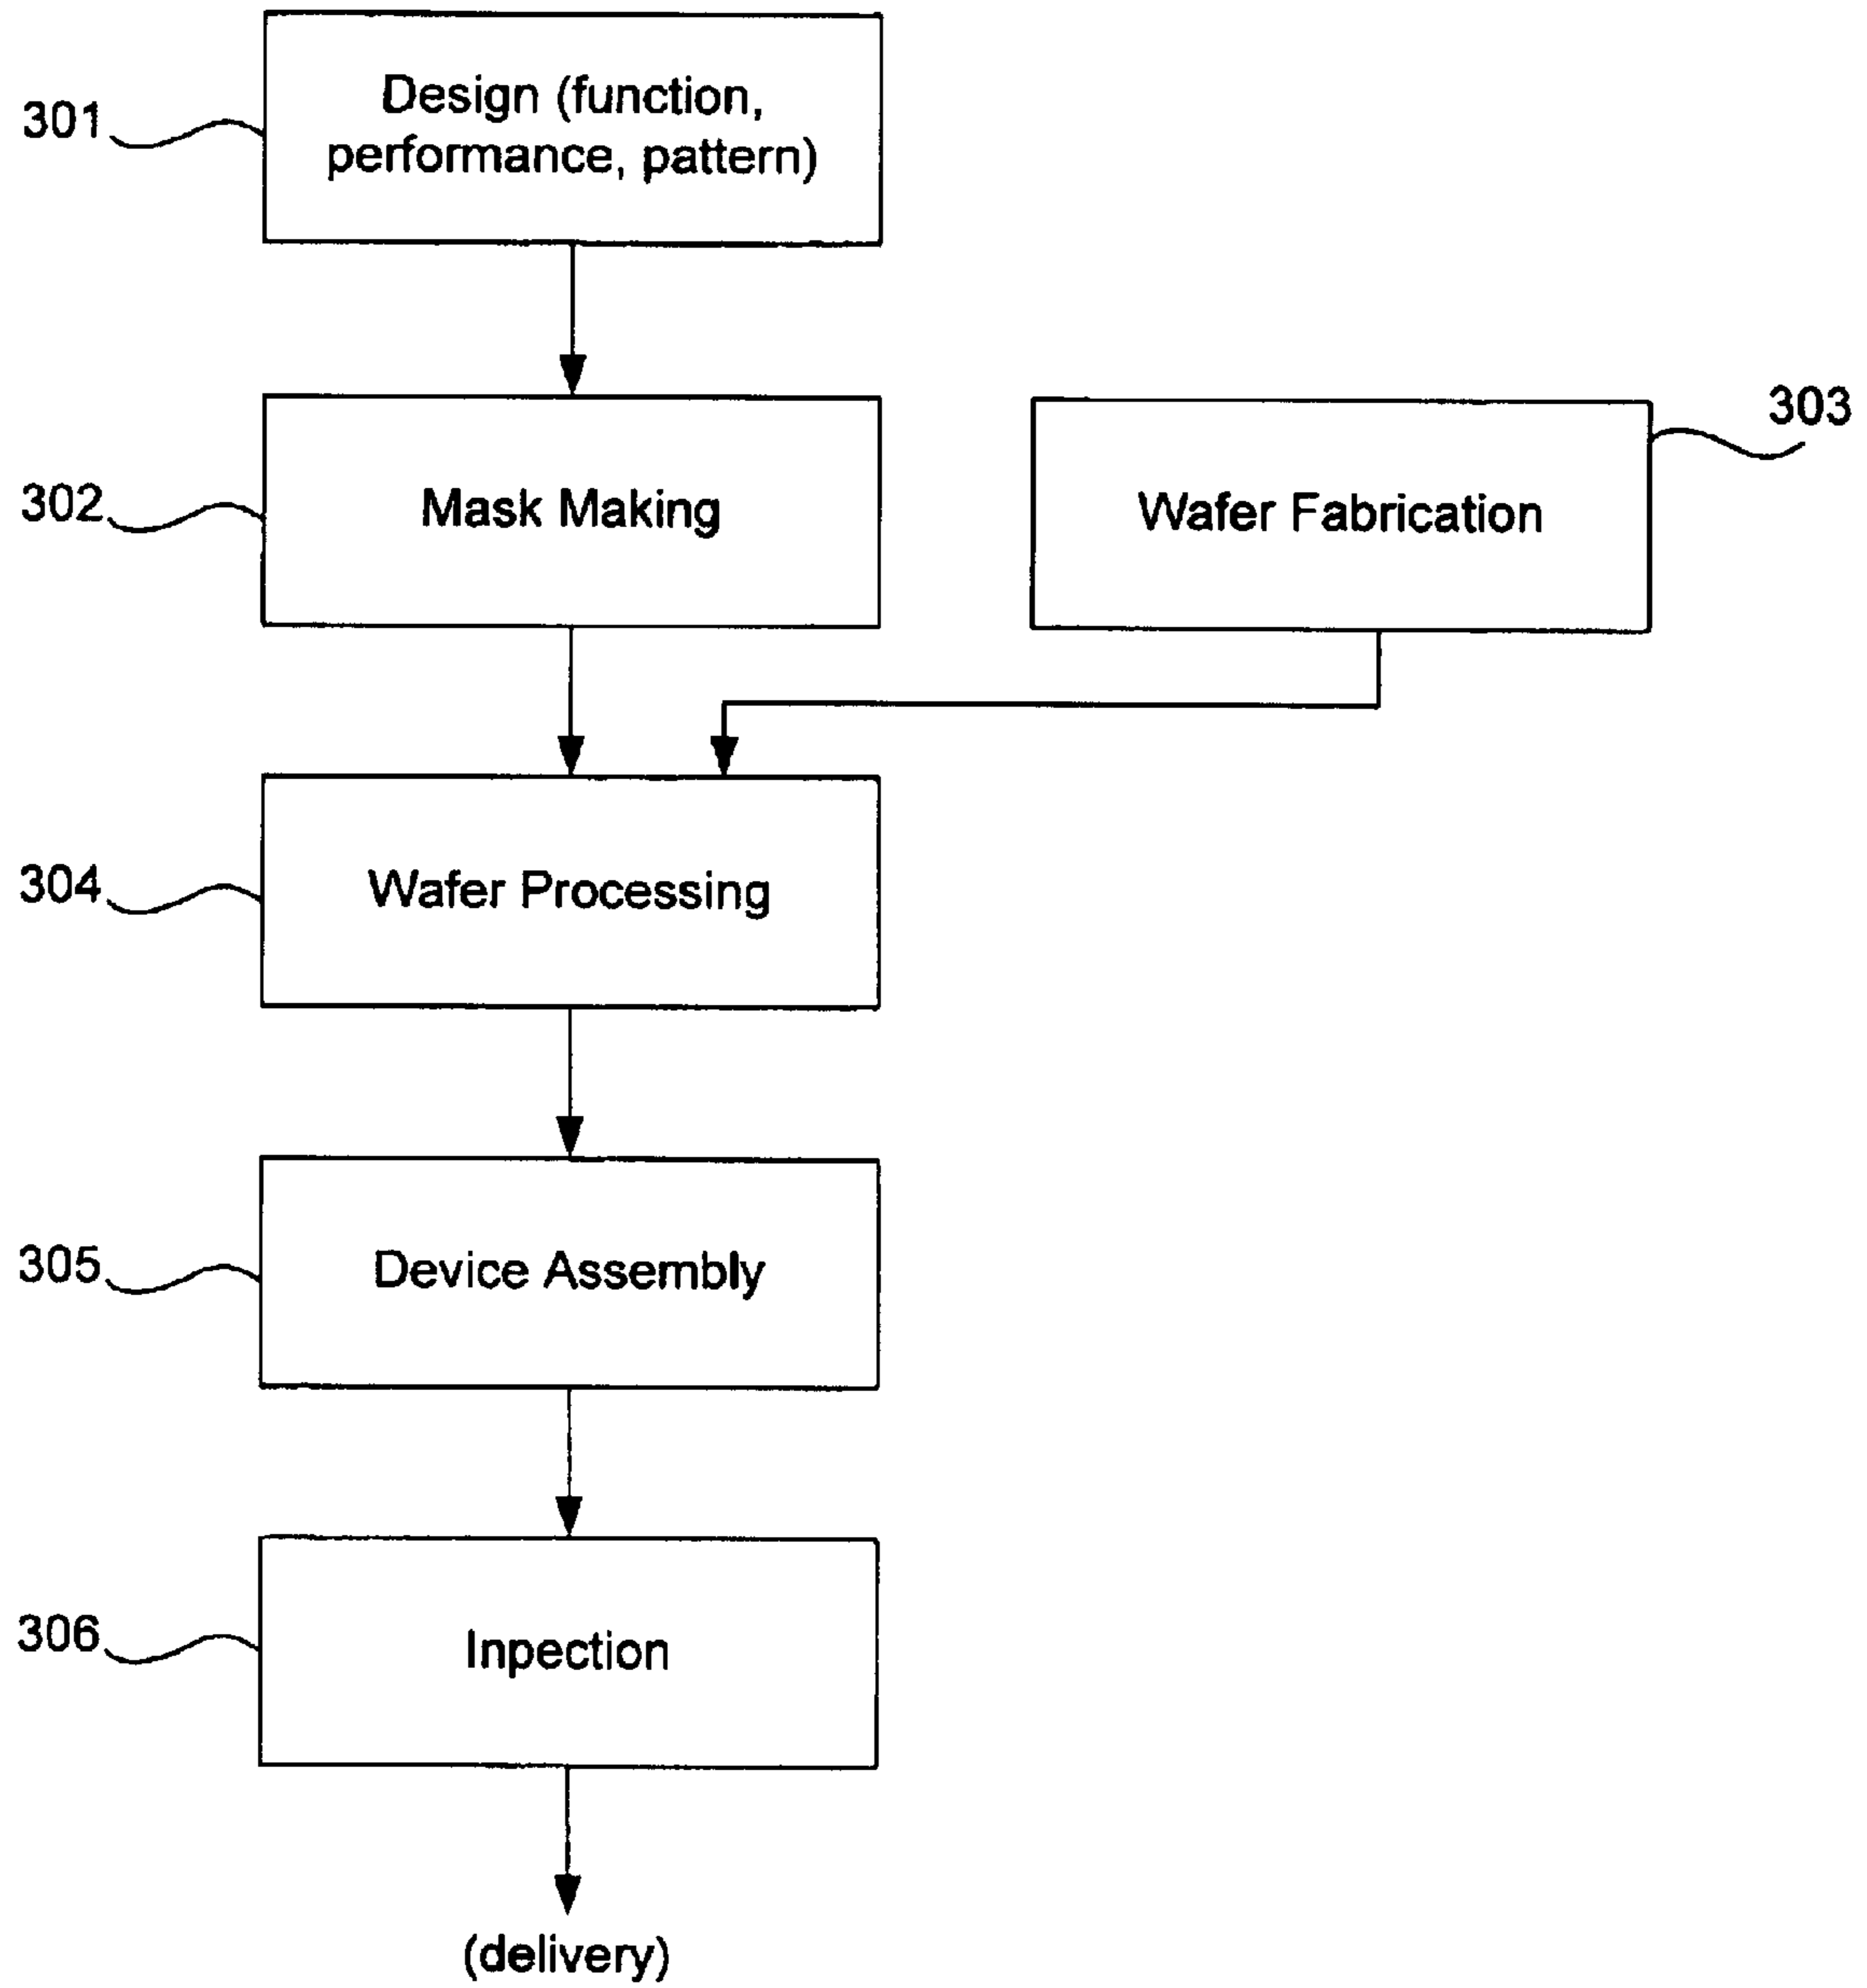 301
Design (function,
performance, pattern)
302
Mask Making
303
Wafer Fabrication
304
Wafer Processing
305
Device Assembly
306
Inpection
(delivery)